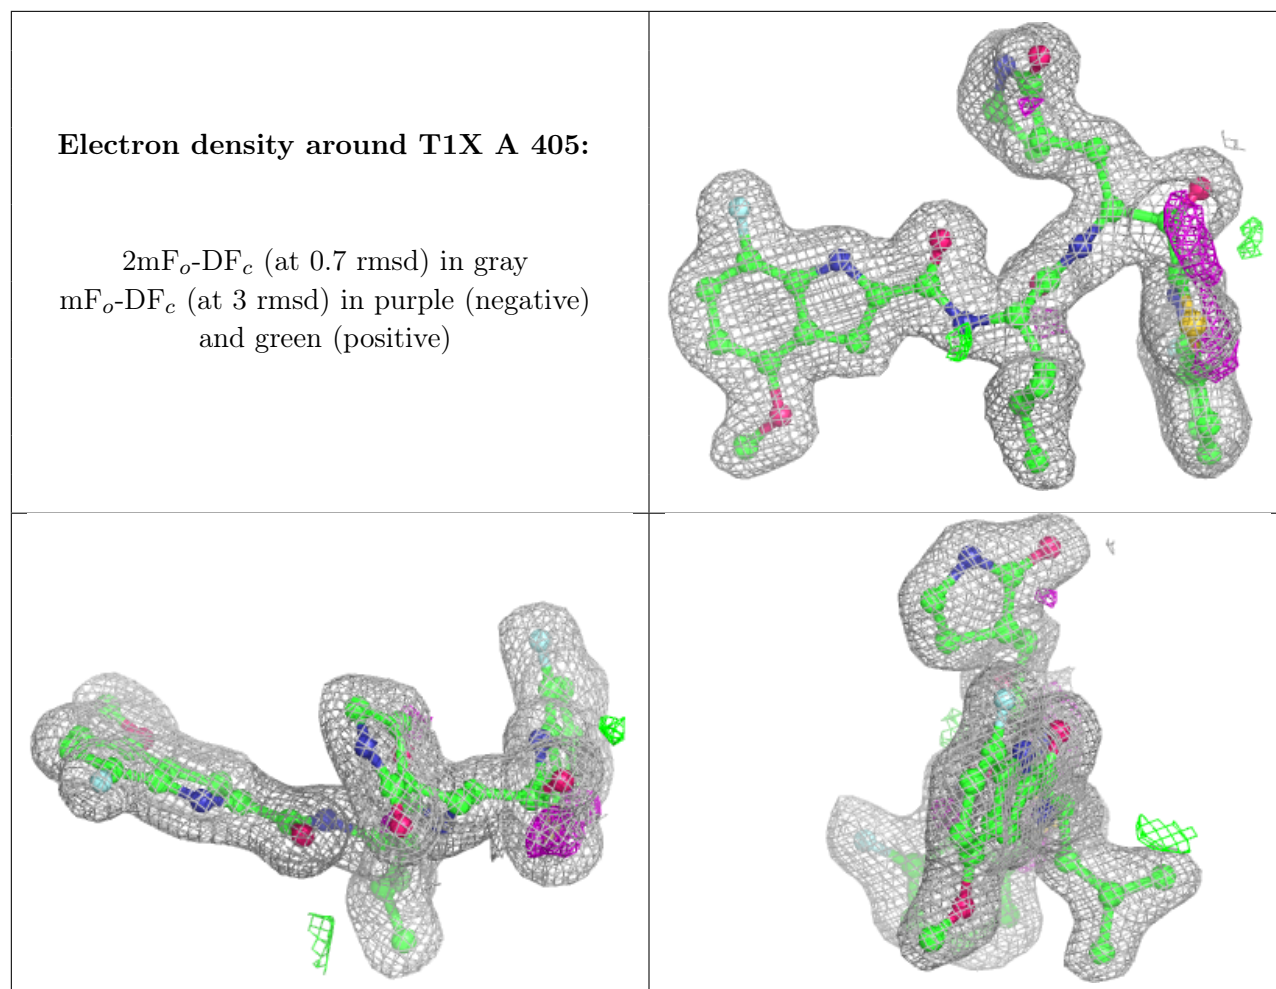 Electron density around T1X A 405:
2mFo-DFc (at 0.7 rmsd) in gray
mFo-DFc (at 3 rmsd) in purple (negative)
and green (positive)